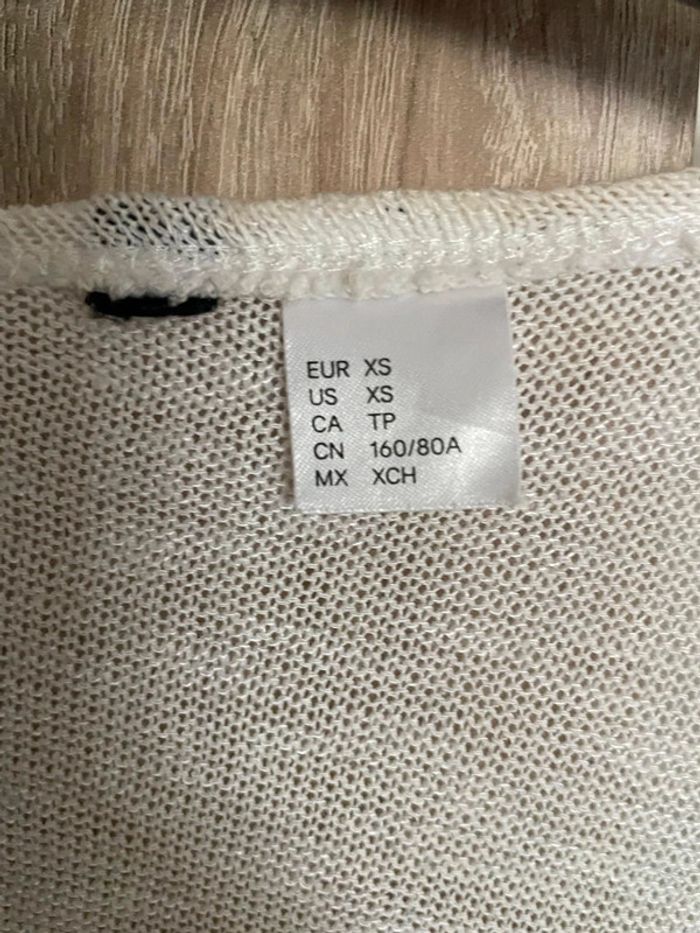 EUR XS
US XS
CA TP
CN 160/80A
MX XCH